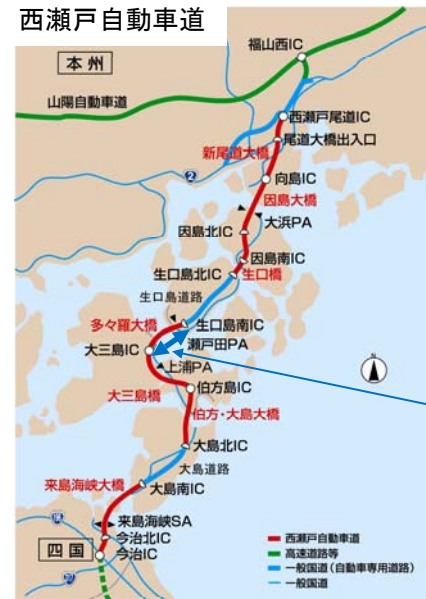 西瀬戸自動車道
福山西IC
本州
山陽自動車道
西瀬戸尾道IC
尾道大橋出入口
新尾道大橋
2
向島IC
因島大橋
大浜PA
因島北IC
因島南IC
生口島北IC
生口橋
生口島道路
多々羅大橋
生口島南IC
瀬戸田PA
大三島IC
上浦PA
N
大三島橋
伯方島IC
伯方・大島大橋
大島北IC
大島道路
来島海峡大橋
大島南IC
来島海峡SA
今治北IC
四国
今治IC
西瀬戸自動車道
高速道路等
一般国道(自動車専用道路)
一般国道